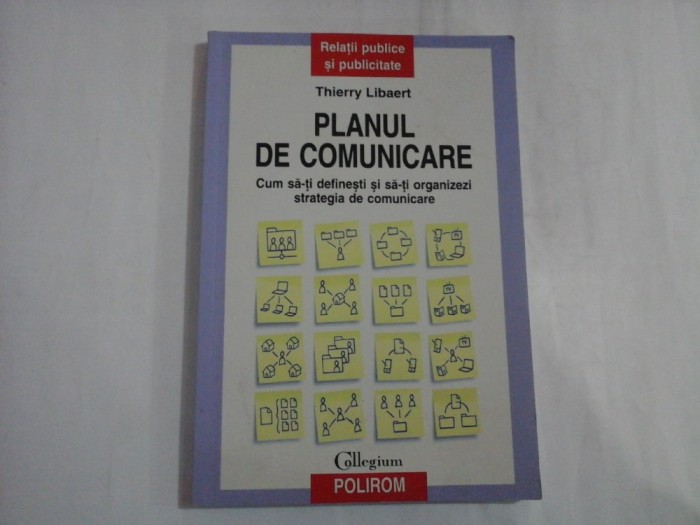 Relații publice
și publicitate
Thierry Libaert
PLANUL
DE COMUNICARE
Cum să-ți definești și să-ți organizezi
strategia de comunicare
Collegium
POLIROM